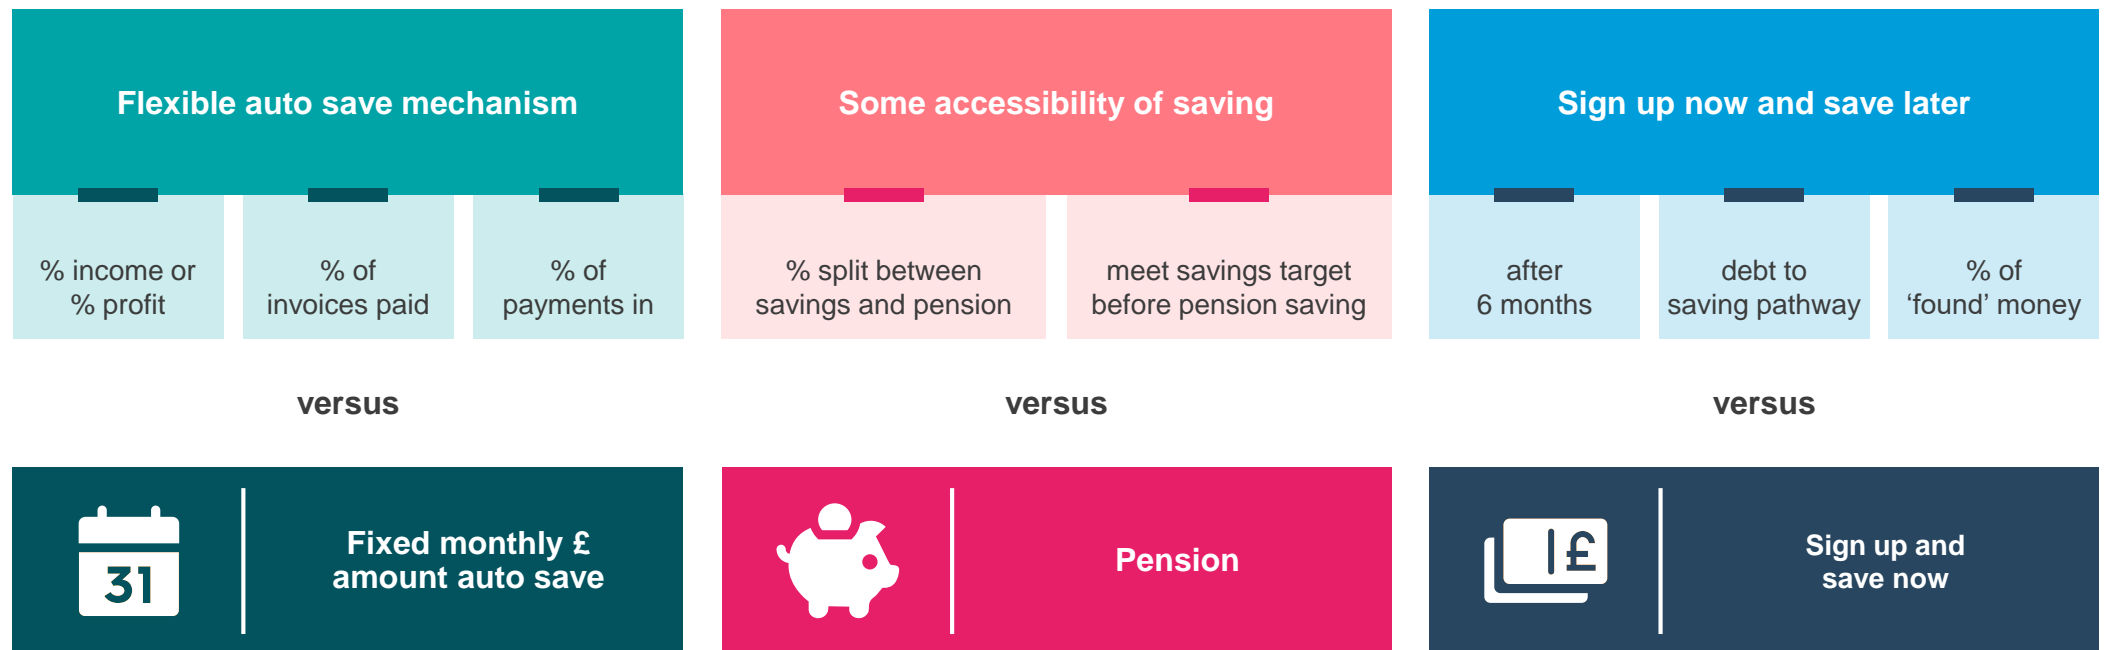 Flexible auto save mechanism
% income or
% profit
% of
invoices paid
% of
payments in
versus
31
Fixed monthly £
amount auto save
Some accessibility of saving
% split between
savings and pension
meet savings target
before pension saving
versus
Pension
Sign up now and save later
after
6 months
debt to
saving pathway
% of
‘found’ money
versus
£
Sign up and
save now